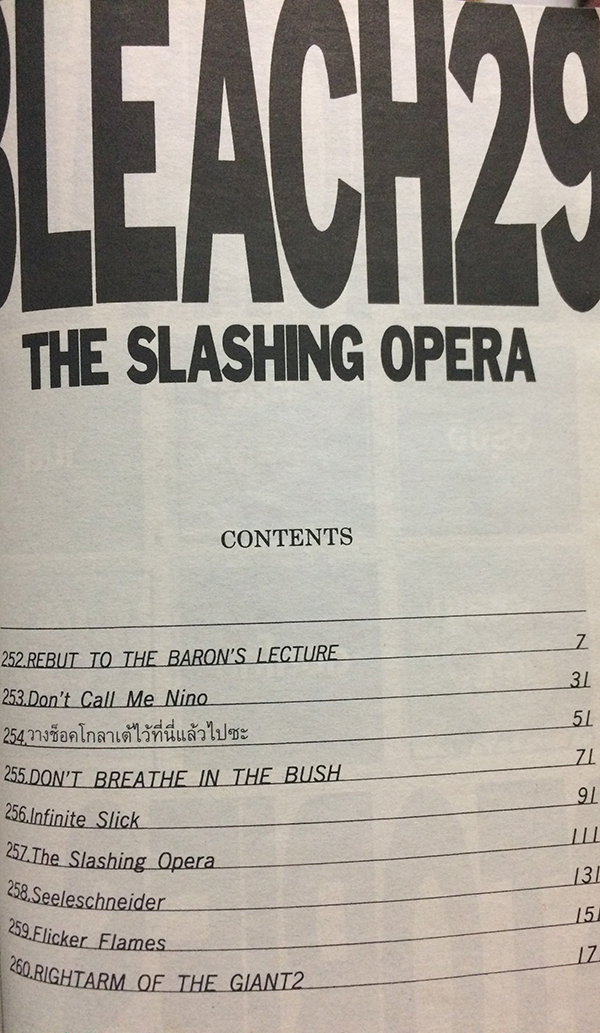 BLEACH29
THE SLASHING OPERA
CONTENTS
252.REBUT TO THE BARON'S LECTURE 7
253.Don't Call Me Nino 31
254.วางช็อคโกลาเต้ไว้ที่นี่แล้วไปซะ 51
255.DON'T BREATHE IN THE BUSH 71
256.Infinite Slick 91
257.The Slashing Opera 111
258.Seeleschneider 131
259.Flicker Flames 151
260.RIGHTARM OF THE GIANT2 17